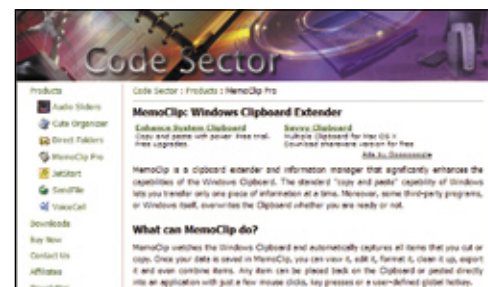 Code Sector
Products
Audio Sliders
Cute Organizer
Direct Folders
MemoClip Pro
JetStart
SendFile
VoiceCall
Downloads
Buy Now
Contact Us
Affiliates
Newsletter
Code Sector : Products : MemoClip Pro
MemoClip: Windows Clipboard Extender
Enhance System Clipboard
Copy and paste with power. Free trial.
Free upgrades.
Savvy Clipboard
Multiple Clipboard for Mac OS X
Download shareware version for free
MemoClip is a clipboard extender and information manager that significantly enhances the
capabilities of the Windows Clipboard. The standard "copy and paste" capability of Windows
lets you transfer only one piece of information at a time. Moreover, some third-party programs,
or Windows itself, overwrites the Clipboard whether you are ready or not.
What can MemoClip do?
MemoClip watches the Windows Clipboard and automatically captures all items that you cut or
copy. Once your data is saved in MemoClip, you can view it, edit it, format it, clean it up, export
it and even combine items. Any item can be placed back on the Clipboard or pasted directly
into an application with just a few mouse clicks, key presses or a user-defined global hotkey.